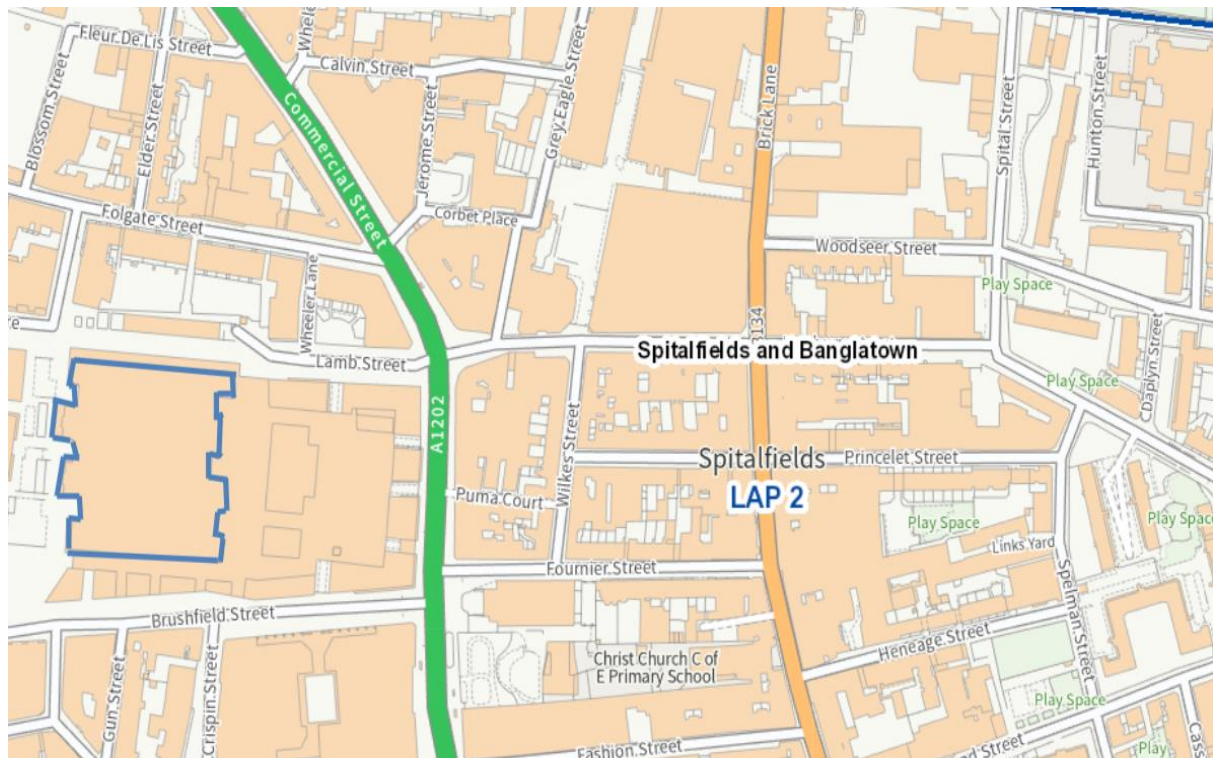 Fleur De Lis Street
Calvin Street
Blossom Street
Elder Street
Commercial Street
Jerome Street
Grey Eagle Street
Brick Lane
Spital Street
Hunton Street
Folgate Street
Corbet Place
Woodseer Street
Wheeler Lane
Play Space
Lamb Street
Spitalfields and Banglatown
Play Space
Daplyn Street
A1202
Wilkes Street
Spitalfields
Princelet Street
LAP 2
Puma Court
Play Space
Play Space
Links Yard
Fournier Street
Brushfield Street
Spelman Street
Heneage Street
Christ Church C of
E Primary School
Gun Street
Crispin Street
Play Space
Fashion Street
Play